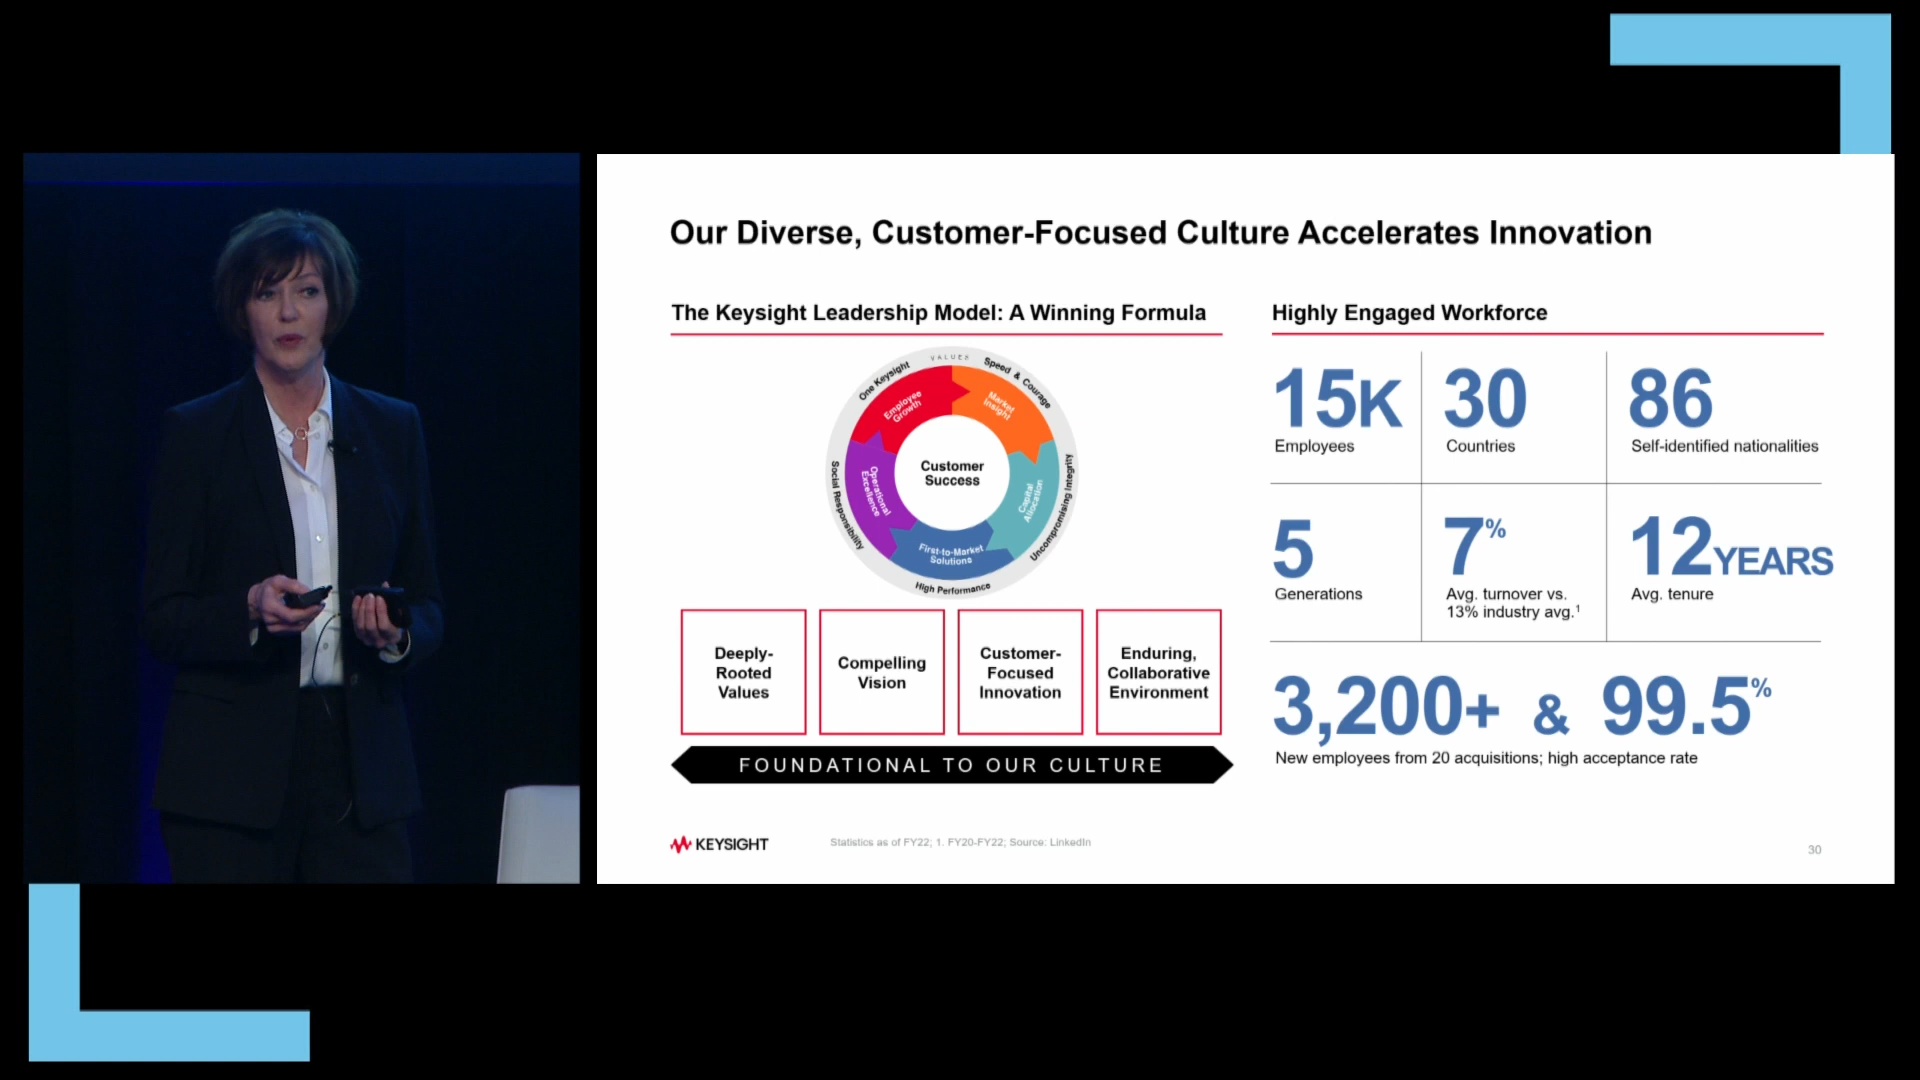 Our Diverse, Customer-Focused Culture Accelerates Innovation
The Keysight Leadership Model: A Winning Formula
VALUES
One Keysight
Speed & Courage
Uncompromising Integrity
High Performance
Social Responsibility
Employee
Growth
Market
Insight
Capital
Allocation
First-to-Market
Solutions
Operational
Excellence
Customer
Success
Deeply-
Rooted
Values
Compelling
Vision
Customer-
Focused
Innovation
Enduring,
Collaborative
Environment
FOUNDATIONAL TO OUR CULTURE
Highly Engaged Workforce
15K
Employees
30
Countries
86
Self-identified nationalities
5
Generations
7%
Avg. turnover vs.
13% industry avg.¹
12YEARS
Avg. tenure
3,200+ & 99.5%
New employees from 20 acquisitions; high acceptance rate
KEYSIGHT
Statistics as of FY22; 1. FY20-FY22; Source: LinkedIn
30